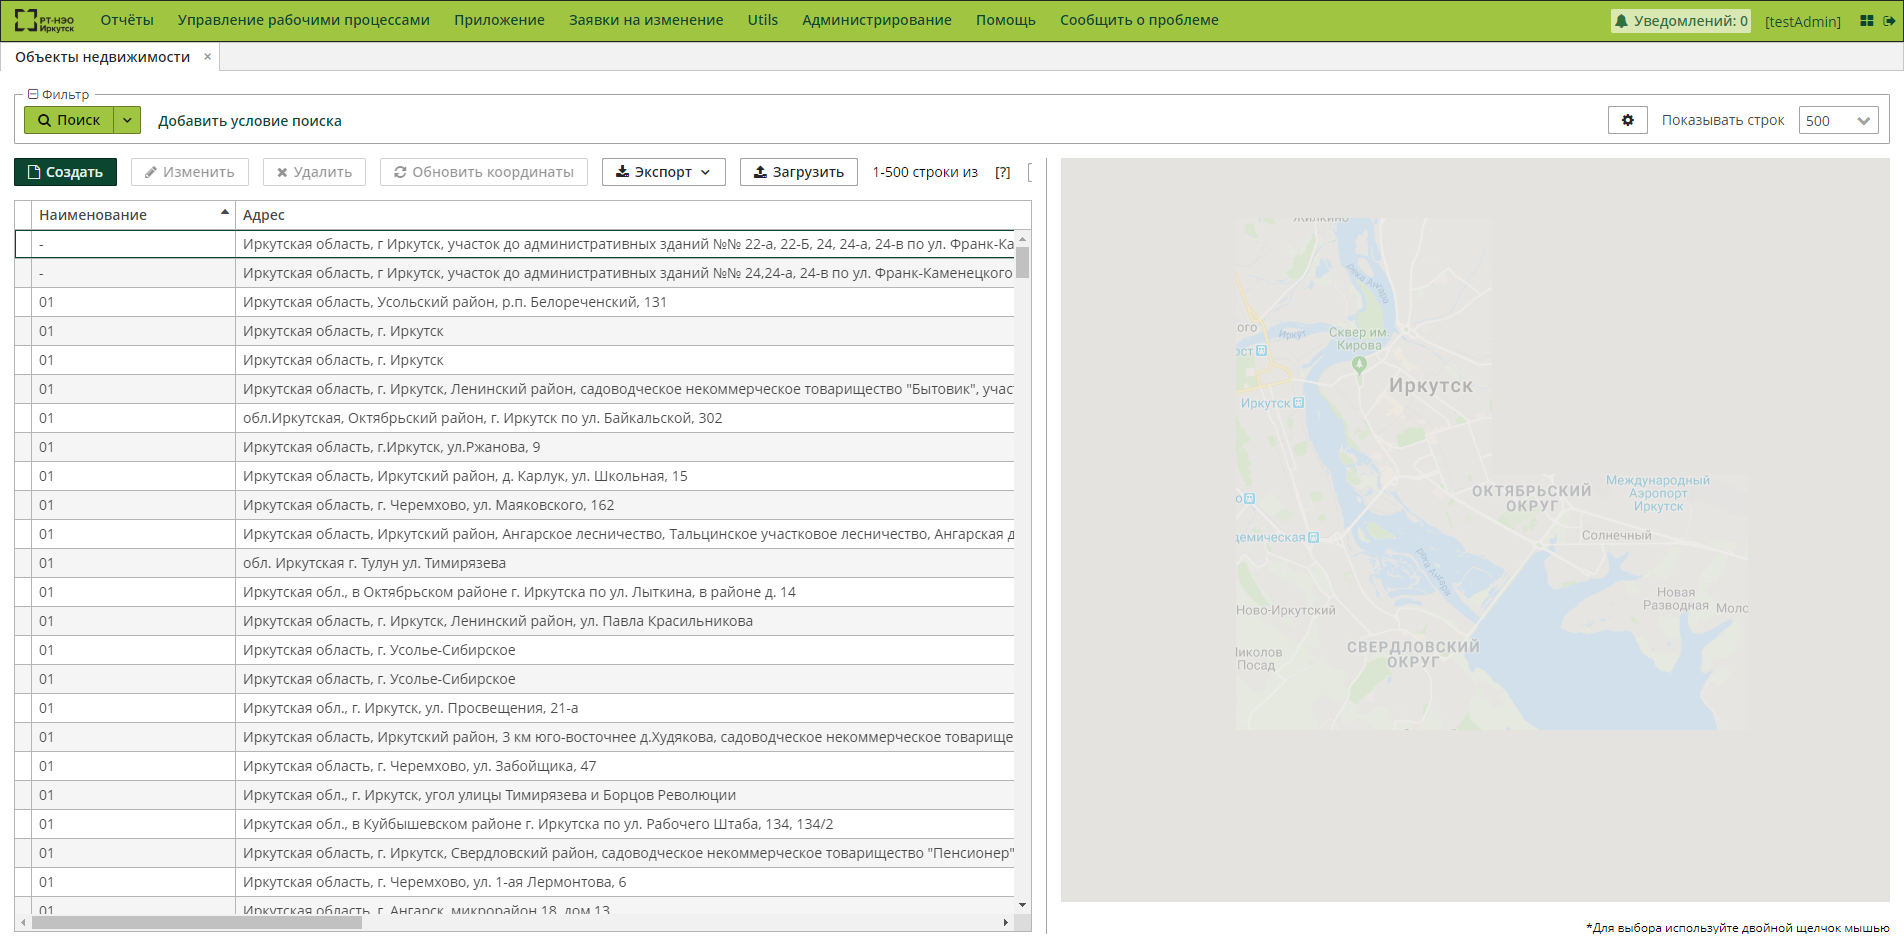 РТ-НЭО Иркутск
Отчёты Управление рабочими процессами Приложение Заявки на изменение Utils Администрирование Помощь Сообщить о проблеме Уведомлений: 0 [testAdmin]
Объекты недвижимости ×
Фильтр
Поиск Добавить условие поиска Показывать строк 500
Создать Изменить Удалить Обновить координаты Экспорт Загрузить 1-500 строки из [?]
Наименование Адрес
- Иркутская область, г Иркутск, участок до административных зданий №№ 22-а, 22-Б, 24, 24-а, 24-в по ул. Франк-Ка
- Иркутская область, г Иркутск, участок до административных зданий №№ 24,24-а, 24-в по ул. Франк-Каменецкого
01 Иркутская область, Усольский район, р.п. Белореченский, 131
01 Иркутская область, г. Иркутск
01 Иркутская область, г. Иркутск
01 Иркутская область, г. Иркутск, Ленинский район, садоводческое некоммерческое товарищество "Бытовик", учас
01 обл.Иркутская, Октябрьский район, г. Иркутск по ул. Байкальской, 302
01 Иркутская область, г.Иркутск, ул.Ржанова, 9
01 Иркутская область, Иркутский район, д. Карлук, ул. Школьная, 15
01 Иркутская область, г. Черемхово, ул. Маяковского, 162
01 Иркутская область, Иркутский район, Ангарское лесничество, Тальцинское участковое лесничество, Ангарская д
01 обл. Иркутская г. Тулун ул. Тимирязева
01 Иркутская обл., в Октябрьском районе г. Иркутска по ул. Лыткина, в районе д. 14
01 Иркутская область, г. Иркутск, Ленинский район, ул. Павла Красильникова
01 Иркутская область, г. Усолье-Сибирское
01 Иркутская область, г. Усолье-Сибирское
01 Иркутская обл., г. Иркутск, ул. Просвещения, 21-а
01 Иркутская область, Иркутский район, 3 км юго-восточнее д.Худякова, садоводческое некоммерческое товарище
01 Иркутская область, г. Черемхово, ул. Забойщика, 47
01 Иркутская обл., г. Иркутск, угол улицы Тимирязева и Борцов Революции
01 Иркутская обл., в Куйбышевском районе г. Иркутска по ул. Рабочего Штаба, 134, 134/2
01 Иркутская область, г. Иркутск, Свердловский район, садоводческое некоммерческое товарищество "Пенсионер"
01 Иркутская область, г. Черемхово, ул. 1-ая Лермонтова, 6
01 Иркутская область, г. Ангарск, микрорайон 18, дом 13
Жилкино
река Ангара
ого
Иркут
Сквер им.
Кирова
ост
Иркутск
Иркутск
ОКТЯБРЬСКИЙ
ОКРУГ
Международный
Аэропорт
Иркутск
о
демическая
Солнечный
река Ангара
Новая
Разводная
Молс
Ново-Иркутский
СВЕРДЛОВСКИЙ
ОКРУГ
Николов
Посад
*Для выбора используйте двойной щелчок мышью